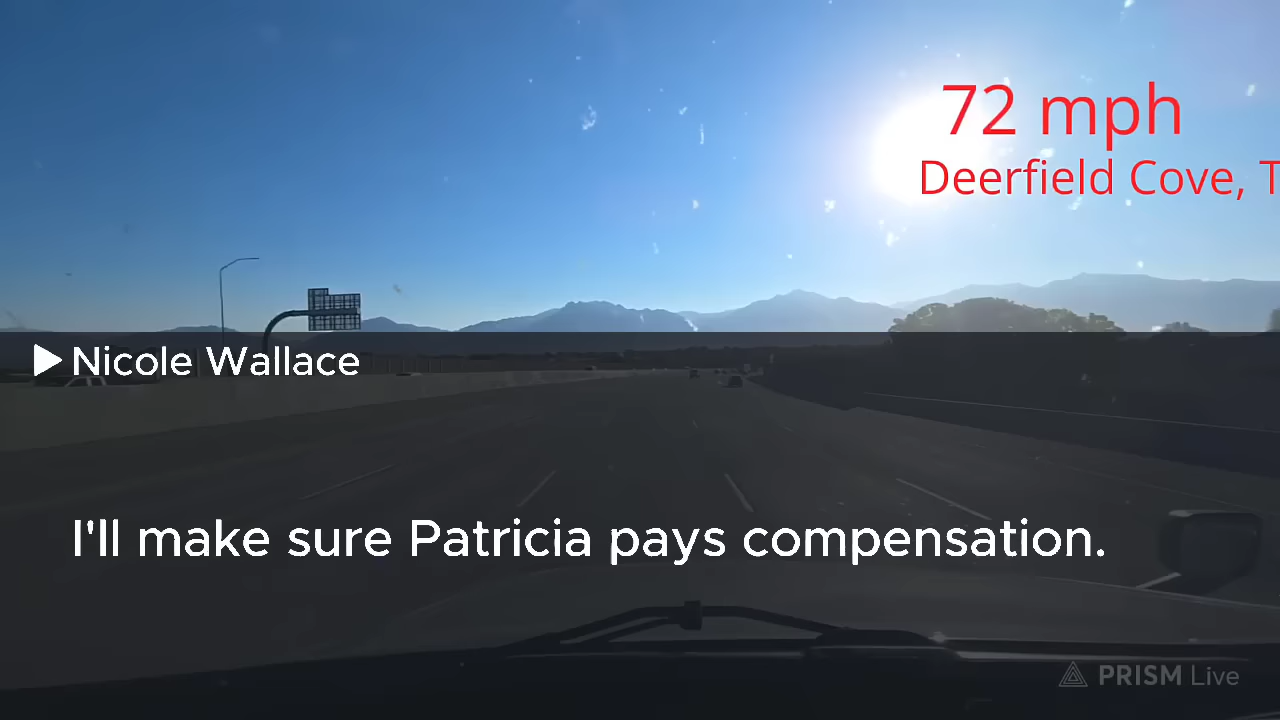 72 mph
Deerfield Cove, T
Nicole Wallace
I'll make sure Patricia pays compensation.
PRISM Live